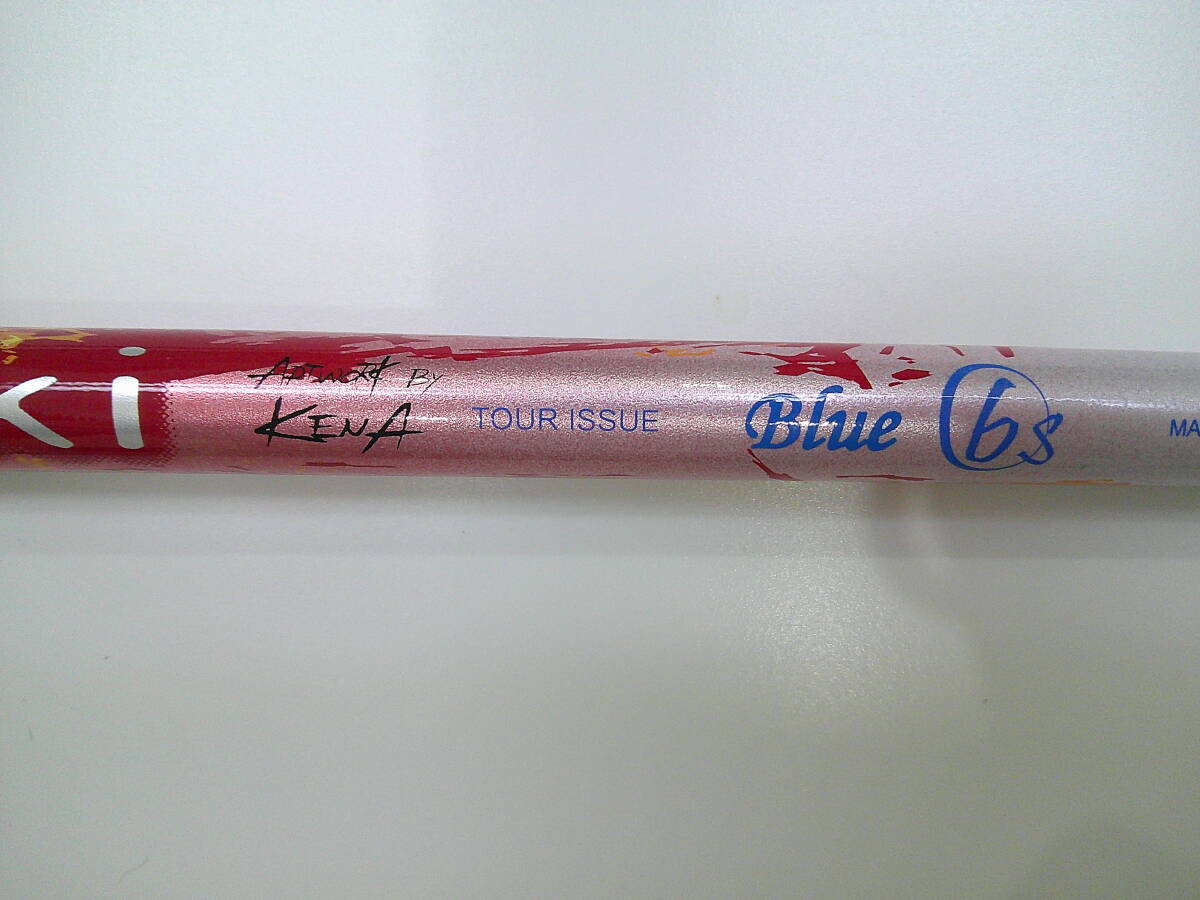 KI
ARTWORK BY
KENA
TOUR ISSUE
Blue 6s
MA